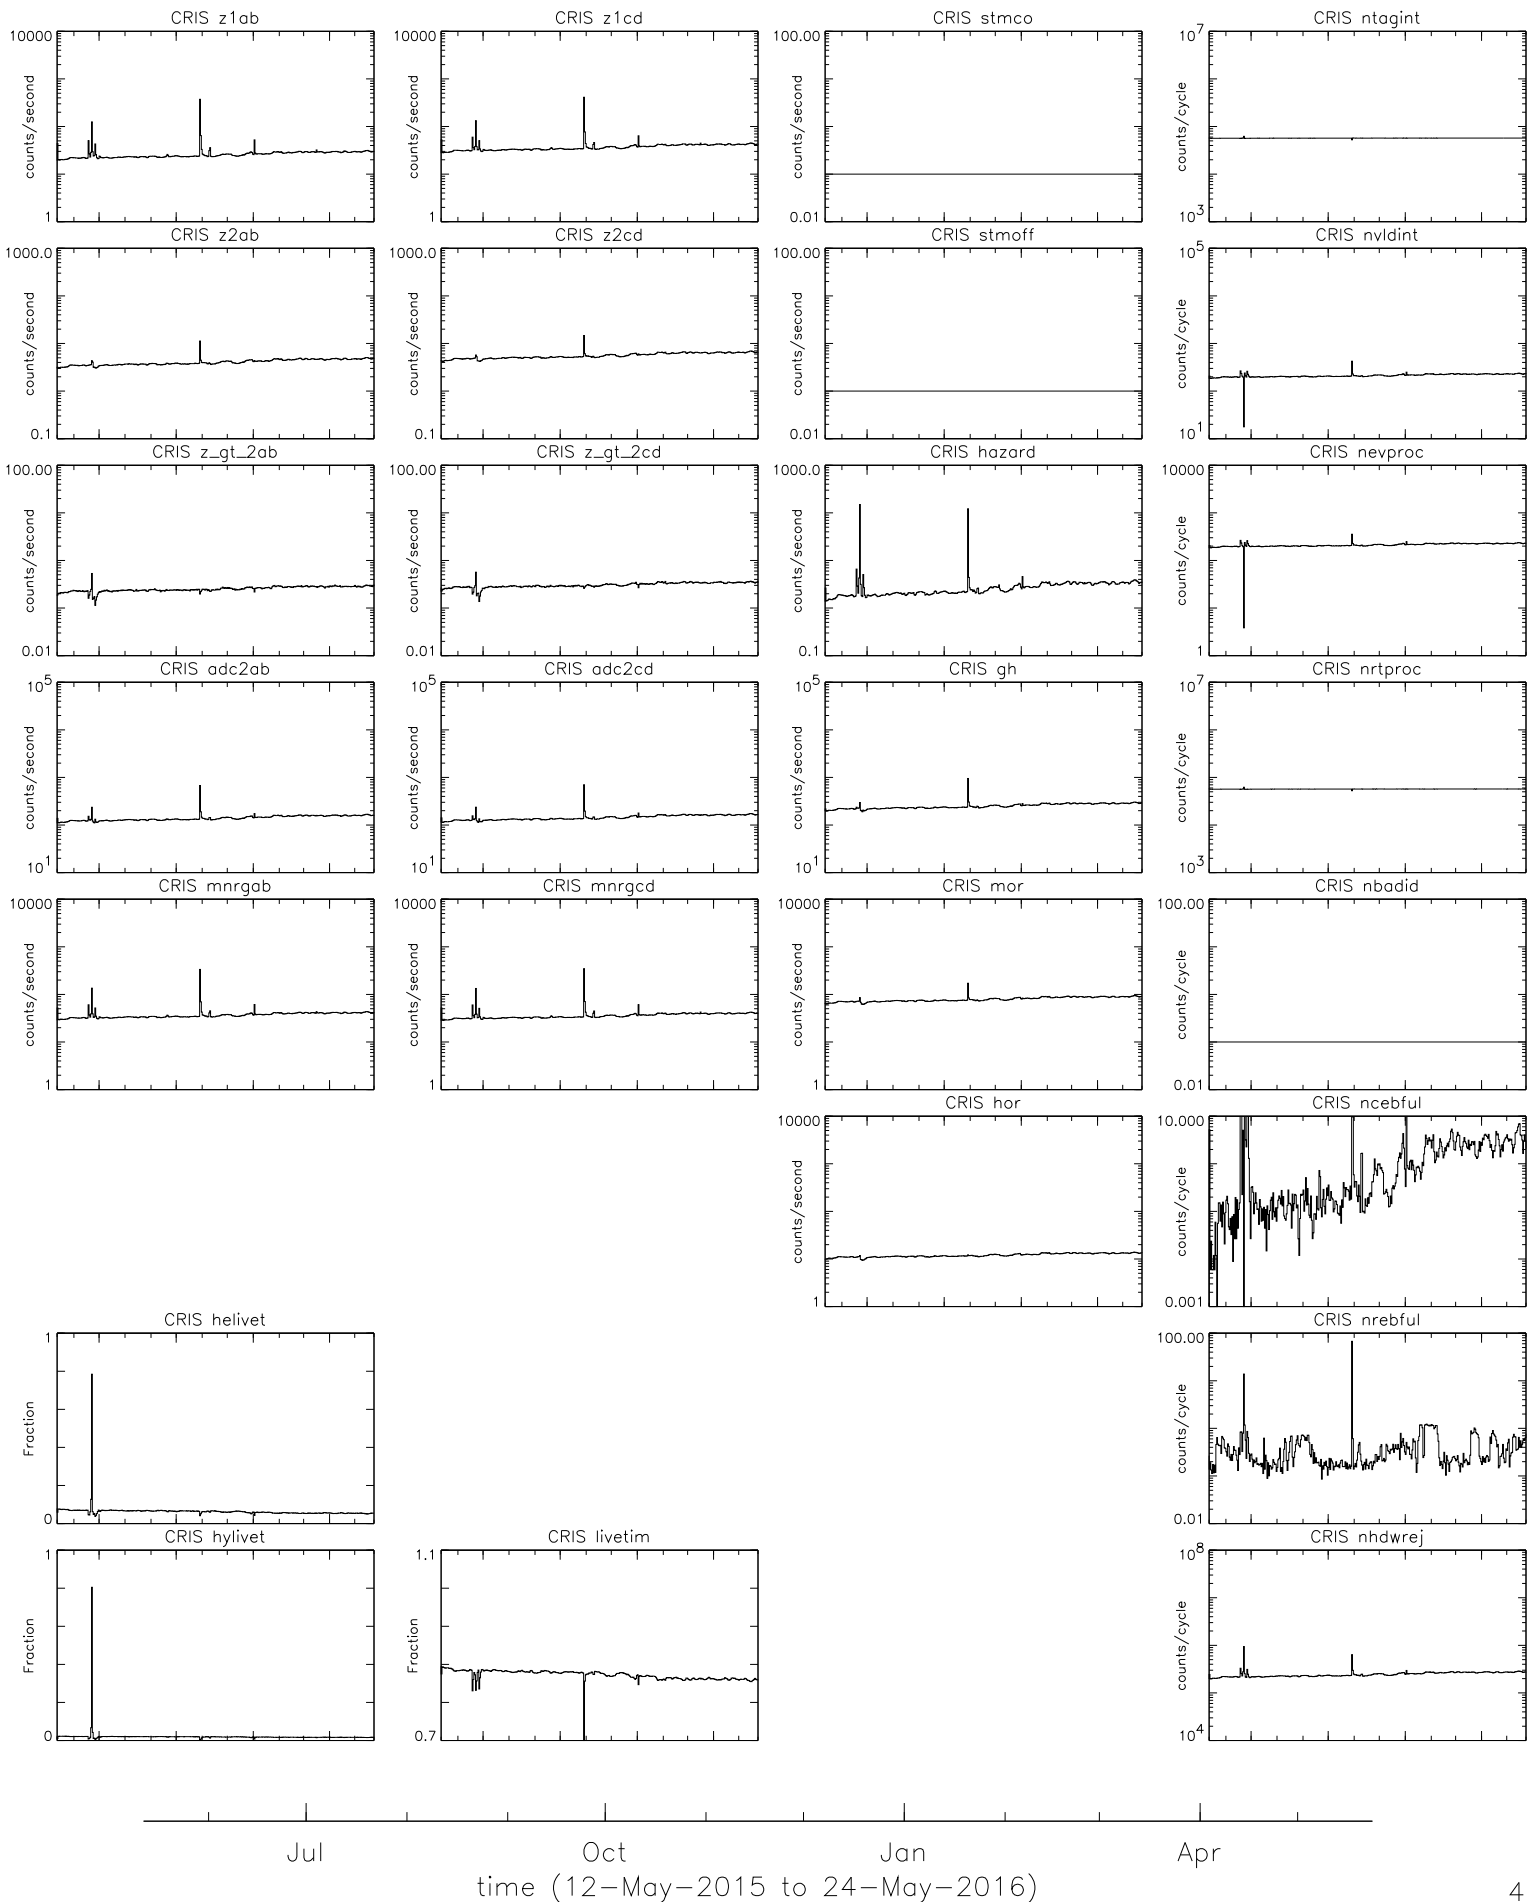 CRIS z1ab
CRIS z1cd
CRIS stmco
CRIS ntagint
10000
counts/second
1
10000
counts/second
1
100.00
counts/second
0.01
10^7
counts/cycle
10^3
CRIS z2ab
CRIS z2cd
CRIS stmoff
CRIS nvldint
1000.0
counts/second
0.1
1000.0
counts/second
0.1
100.00
counts/second
0.01
10^5
counts/cycle
10^1
CRIS z_gt_2ab
CRIS z_gt_2cd
CRIS hazard
CRIS nevproc
100.00
counts/second
0.01
100.00
counts/second
0.01
1000.0
counts/second
0.1
10000
counts/cycle
1
CRIS adc2ab
CRIS adc2cd
CRIS gh
CRIS nrtproc
10^5
counts/second
10^1
10^5
counts/second
10^1
10^5
counts/second
10^1
10^7
counts/cycle
10^3
CRIS mnrgab
CRIS mnrgcd
CRIS mor
CRIS nbadid
10000
counts/second
1
10000
counts/second
1
10000
counts/second
1
100.00
counts/cycle
0.01
CRIS hor
CRIS ncebful
10000
counts/second
1
10.000
counts/cycle
0.001
CRIS helivet
CRIS nrebful
1
Fraction
0
100.00
counts/cycle
0.01
CRIS hylivet
CRIS livetim
CRIS nhdwrej
1
Fraction
0
1.1
Fraction
0.7
10^8
counts/cycle
10^4
Jul
Oct
Jan
Apr
time (12-May-2015 to 24-May-2016)
4